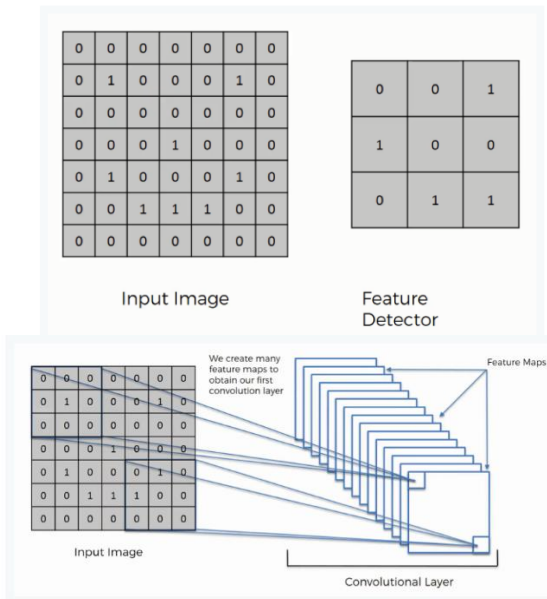 0 0 0 0 0 0 0
0 1 0 0 0 1 0
0 0 0 0 0 0 0
0 0 0 1 0 0 0
0 1 0 0 0 1 0
0 0 1 1 1 0 0
0 0 0 0 0 0 0
0 0 1
1 0 0
0 1 1
Input Image
Feature
Detector
We create many
feature maps to
obtain our first
convolution layer
Feature Maps
0 0 0 0 0 0 0
0 1 0 0 0 1 0
0 0 0 0 0 0 0
0 0 0 1 0 0 0
0 1 0 0 0 1 0
0 0 1 1 1 0 0
0 0 0 0 0 0 0
Input Image
Convolutional Layer